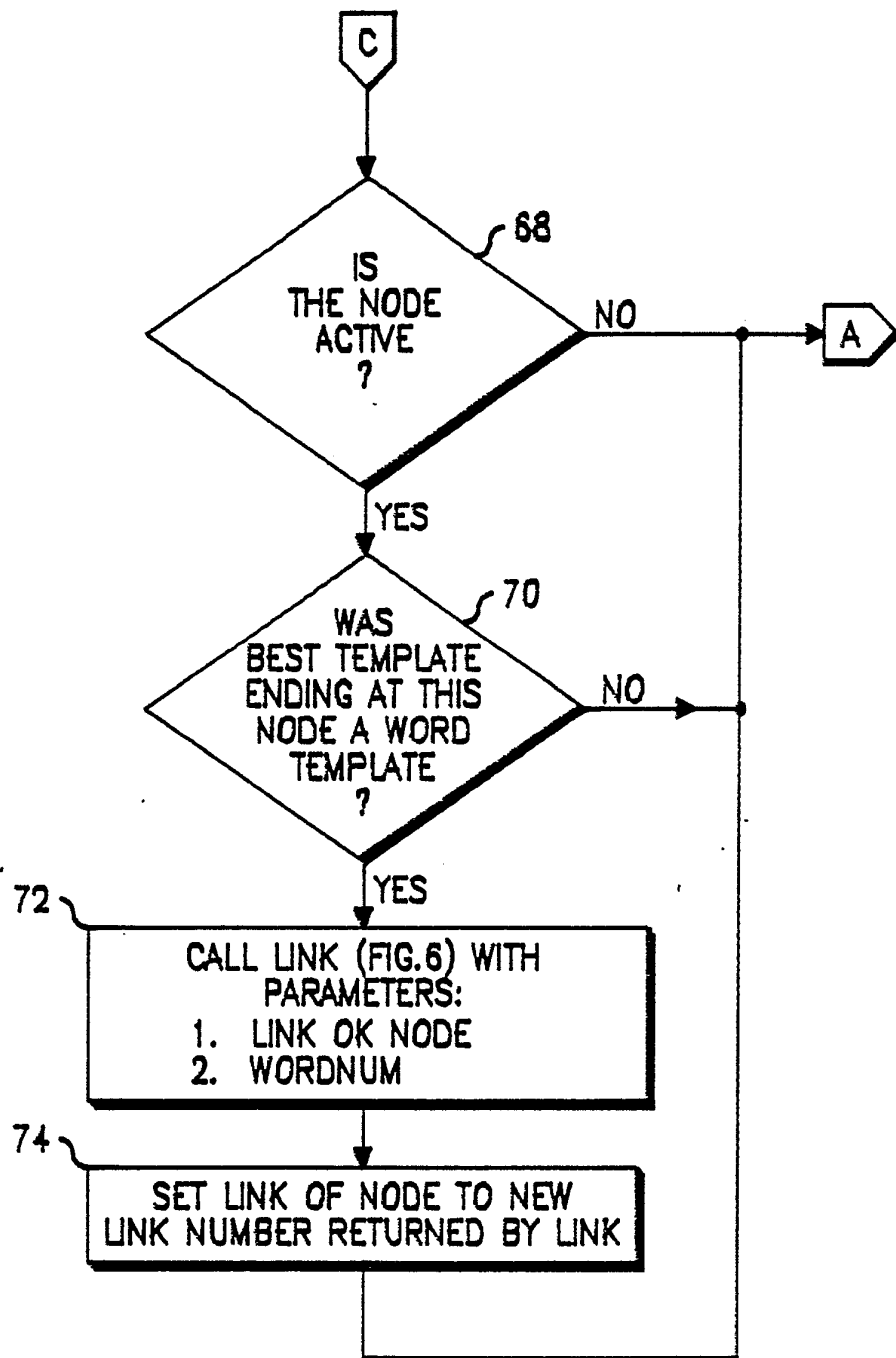 C
68
IS
THE NODE
ACTIVE
?
NO
A
YES
70
WAS
BEST TEMPLATE
ENDING AT THIS
NODE A WORD
TEMPLATE
?
NO
YES
72
CALL LINK (FIG.6) WITH
PARAMETERS:
1. LINK OK NODE
2. WORDNUM
74
SET LINK OF NODE TO NEW
LINK NUMBER RETURNED BY LINK